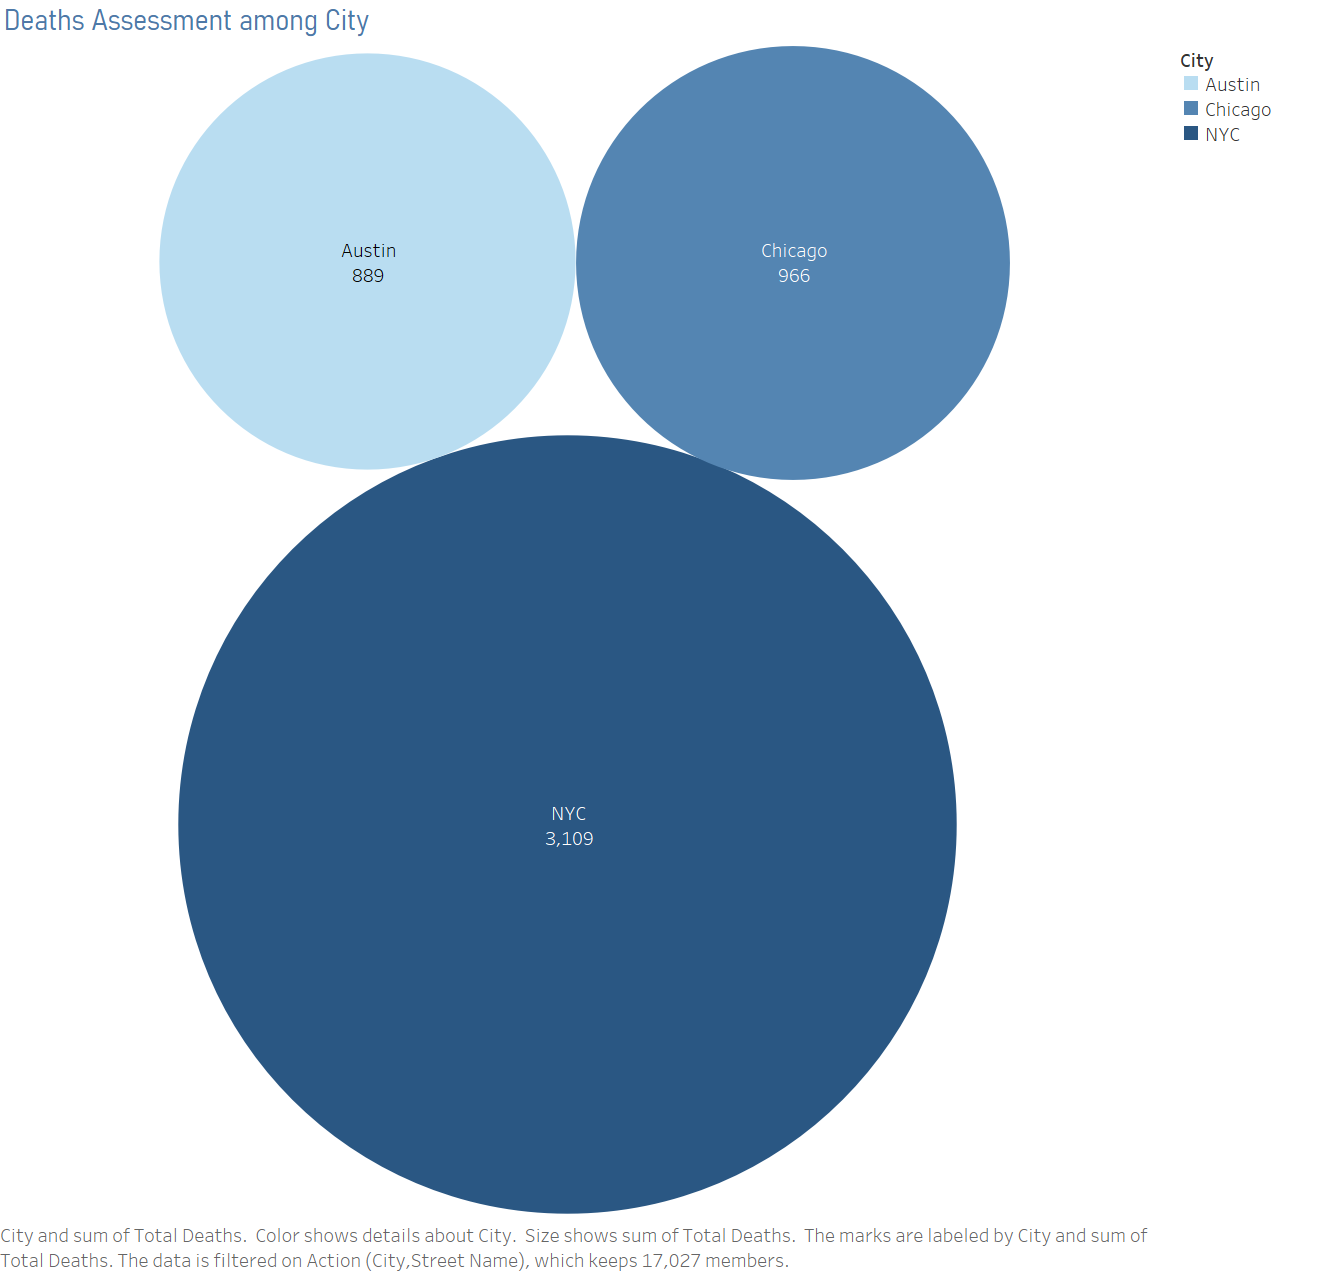 Deaths Assessment among City
City
Austin
Chicago
NYC
Austin
889
Chicago
966
NYC
3,109
City and sum of Total Deaths.  Color shows details about City.  Size shows sum of Total Deaths.  The marks are labeled by City and sum of
Total Deaths. The data is filtered on Action (City,Street Name), which keeps 17,027 members.